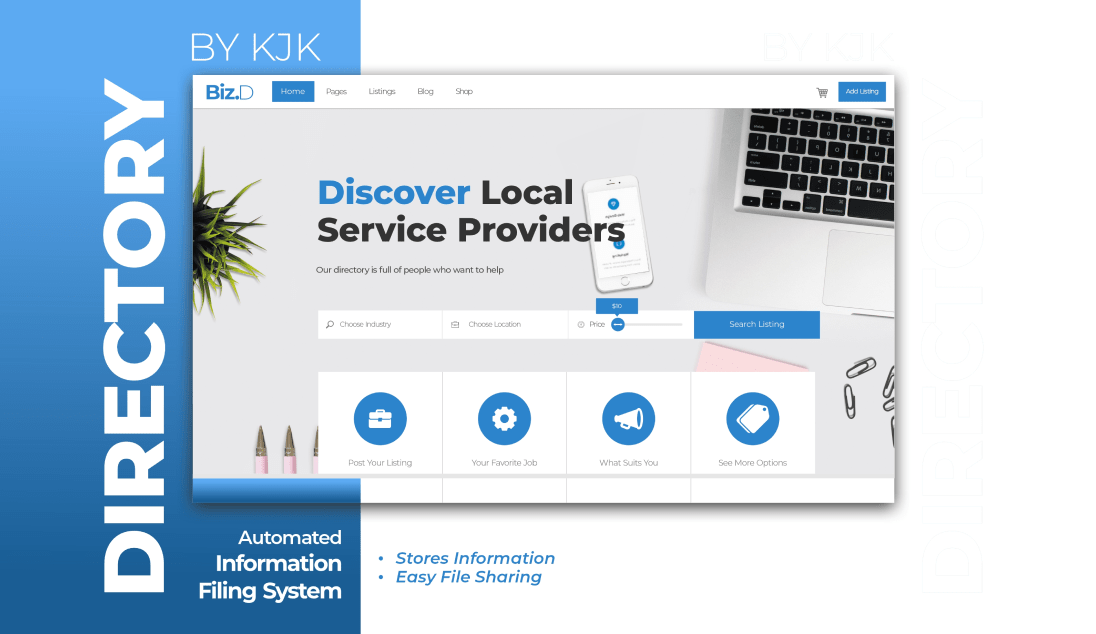 BY KJK
BY KJK
DIRECTORY
DIRECTORY
Biz.D
Home
Pages
Listings
Blog
Shop
Add Listing
Discover Local
Service Providers
Our directory is full of people who want to help
$30
Choose Industry
Choose Location
Price
Search Listing
Post Your Listing
Your Favorite Job
What Suits You
See More Options
Automated
Information
Filing System
• Stores Information
• Easy File Sharing